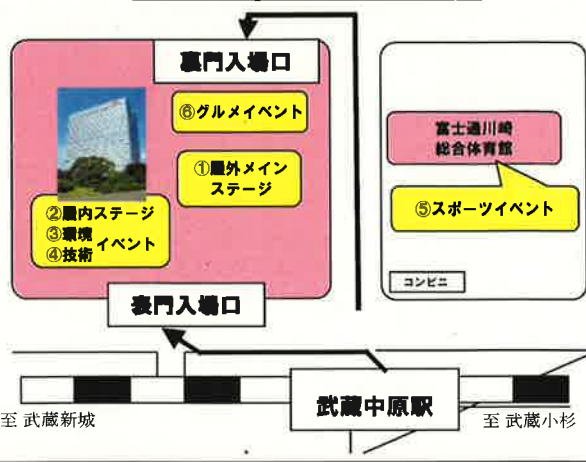 裏門入場口
⑥グルメイベント
①屋外メイン
ステージ
②屋内ステージ
③環境
④技術
イベント
表門入場口
富士通川崎
総合体育館
⑤スポーツイベント
コンビニ
武蔵中原駅
至 武蔵新城
至 武蔵小杉